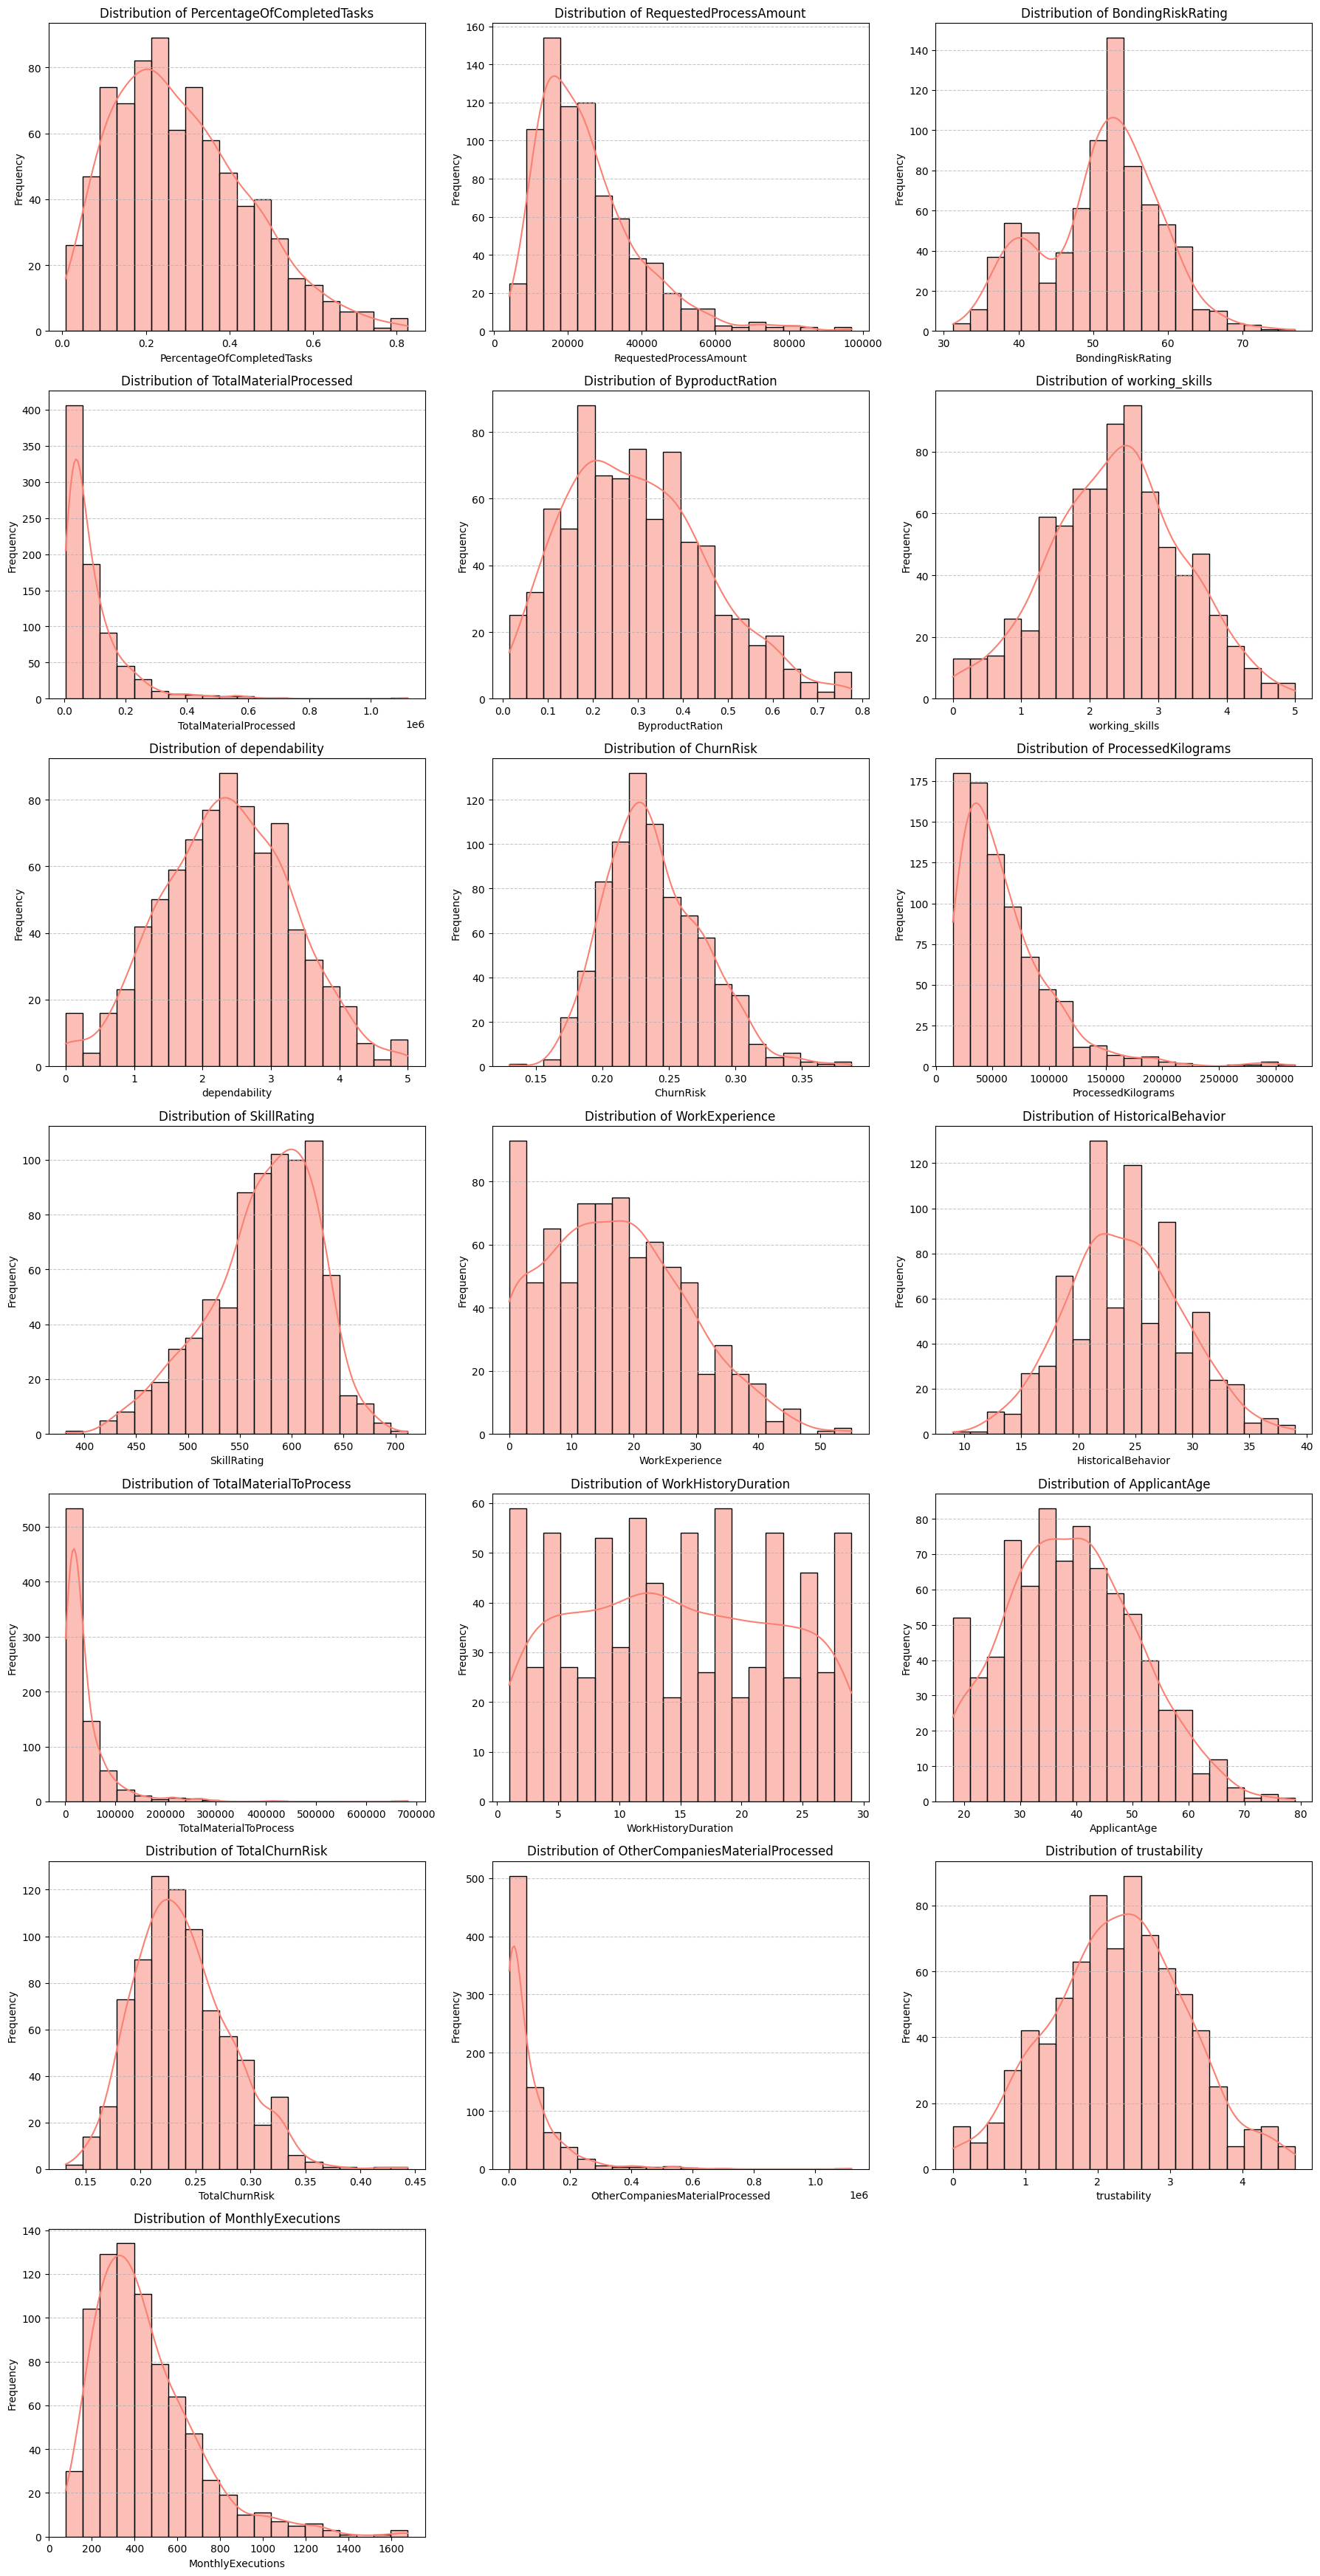 Distribution of PercentageOfCompletedTasks
Frequency
80
60
40
20
0
0.0 0.2 0.4 0.6 0.8
PercentageOfCompletedTasks
Distribution of RequestedProcessAmount
Frequency
160
140
120
100
80
60
40
20
0
0 20000 40000 60000 80000 100000
RequestedProcessAmount
Distribution of BondingRiskRating
Frequency
140
120
100
80
60
40
20
0
30 40 50 60 70
BondingRiskRating
Distribution of TotalMaterialProcessed
Frequency
400
350
300
250
200
150
100
50
0
0.0 0.2 0.4 0.6 0.8 1.0
1e6
TotalMaterialProcessed
Distribution of ByproductRation
Frequency
80
60
40
20
0
0.0 0.1 0.2 0.3 0.4 0.5 0.6 0.7 0.8
ByproductRation
Distribution of working_skills
Frequency
80
60
40
20
0
0 1 2 3 4 5
working_skills
Distribution of dependability
Frequency
80
60
40
20
0
0 1 2 3 4 5
dependability
Distribution of ChurnRisk
Frequency
120
100
80
60
40
20
0
0.15 0.20 0.25 0.30 0.35
ChurnRisk
Distribution of ProcessedKilograms
Frequency
175
150
125
100
75
50
25
0
0 50000 100000 150000 200000 250000 300000
ProcessedKilograms
Distribution of SkillRating
Frequency
100
80
60
40
20
0
400 450 500 550 600 650 700
SkillRating
Distribution of WorkExperience
Frequency
80
60
40
20
0
0 10 20 30 40 50
WorkExperience
Distribution of HistoricalBehavior
Frequency
120
100
80
60
40
20
0
10 15 20 25 30 35 40
HistoricalBehavior
Distribution of TotalMaterialToProcess
Frequency
500
400
300
200
100
0
0 100000 200000 300000 400000 500000 600000 700000
TotalMaterialToProcess
Distribution of WorkHistoryDuration
Frequency
60
50
40
30
20
10
0
0 5 10 15 20 25 30
WorkHistoryDuration
Distribution of ApplicantAge
Frequency
80
70
60
50
40
30
20
10
0
20 30 40 50 60 70 80
ApplicantAge
Distribution of TotalChurnRisk
Frequency
120
100
80
60
40
20
0
0.15 0.20 0.25 0.30 0.35 0.40 0.45
TotalChurnRisk
Distribution of OtherCompaniesMaterialProcessed
Frequency
500
400
300
200
100
0
0.0 0.2 0.4 0.6 0.8 1.0
1e6
OtherCompaniesMaterialProcessed
Distribution of trustability
Frequency
80
60
40
20
0
0 1 2 3 4
trustability
Distribution of MonthlyExecutions
Frequency
140
120
100
80
60
40
20
0
0 200 400 600 800 1000 1200 1400 1600
MonthlyExecutions